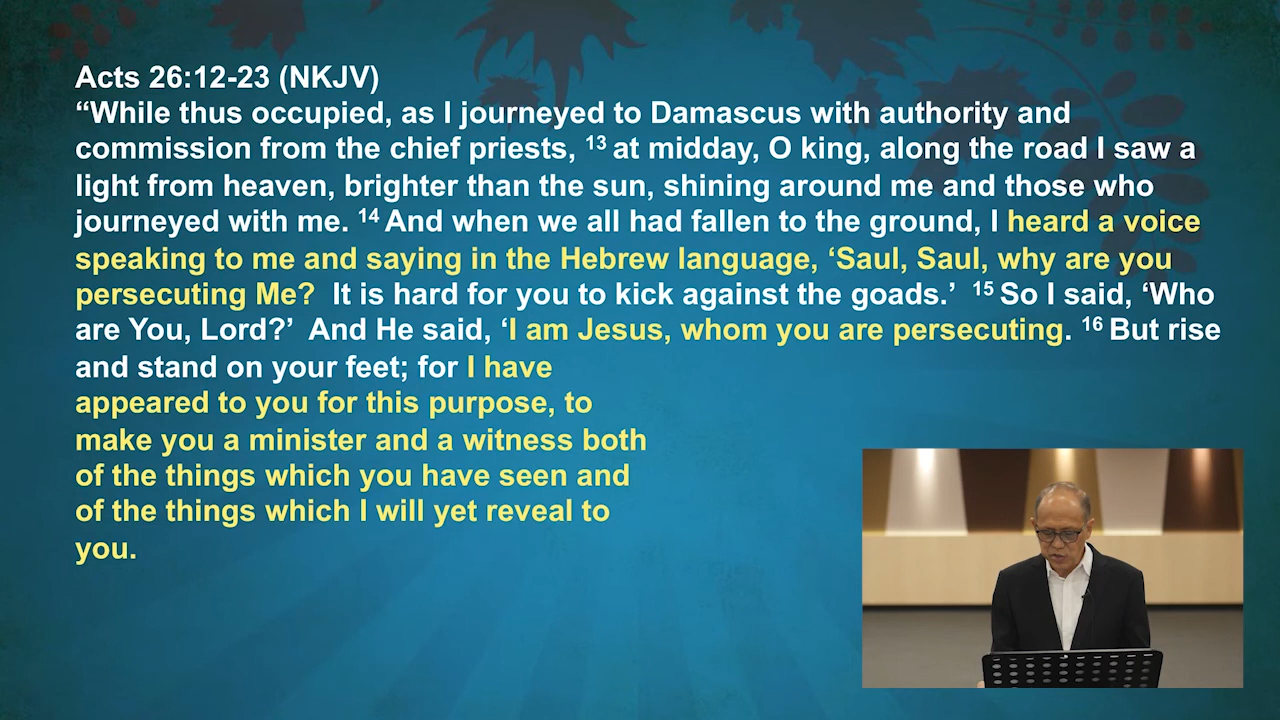 Acts 26:12-23 (NKJV)
“While thus occupied, as I journeyed to Damascus with authority and
commission from the chief priests, 13 at midday, O king, along the road I saw a
light from heaven, brighter than the sun, shining around me and those who
journeyed with me. 14 And when we all had fallen to the ground, I heard a voice
speaking to me and saying in the Hebrew language, ‘Saul, Saul, why are you
persecuting Me?  It is hard for you to kick against the goads.’  15 So I said, ‘Who
are You, Lord?’  And He said, ‘I am Jesus, whom you are persecuting. 16 But rise
and stand on your feet; for I have
appeared to you for this purpose, to
make you a minister and a witness both
of the things which you have seen and
of the things which I will yet reveal to
you.